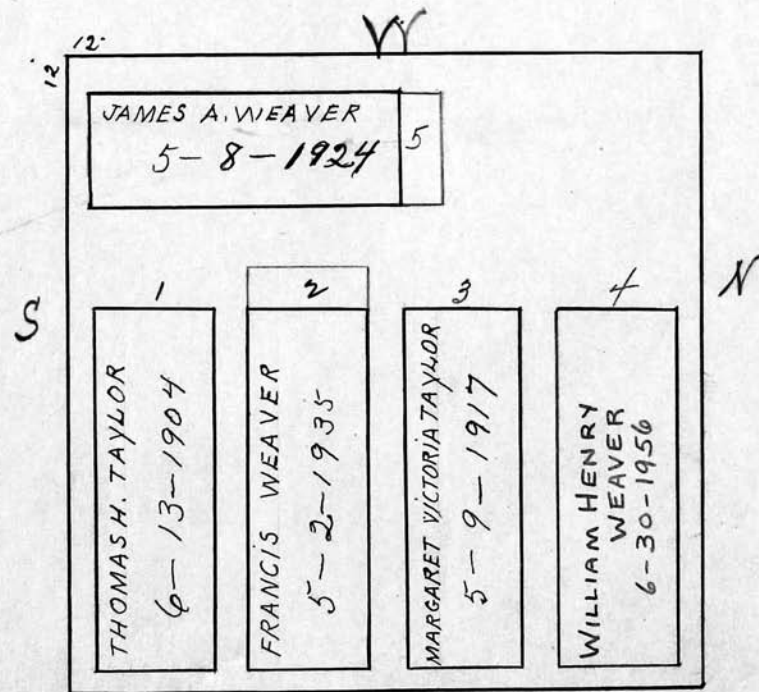 W
12
12
JAMES A. WEAVER
5-8-1924
5
S
N
1
2
3
4
THOMAS H. TAYLOR
6-13-1904
FRANCIS WEAVER
5-2-1935
MARGARET VICTORIA TAYLOR
5-9-1917
WILLIAM HENRY
WEAVER
6-30-1956